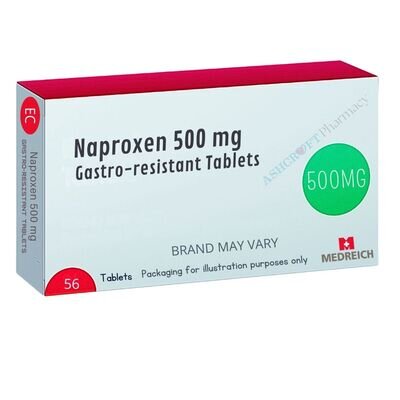 EC
Naproxen 500 mg
GASTRO-RESISTANT TABLETS
Naproxen 500 mg
Gastro-resistant Tablets
ASHCROFT Pharmacy
500MG
BRAND MAY VARY
MEDREICH
56
Tablets Packaging for illustration purposes only